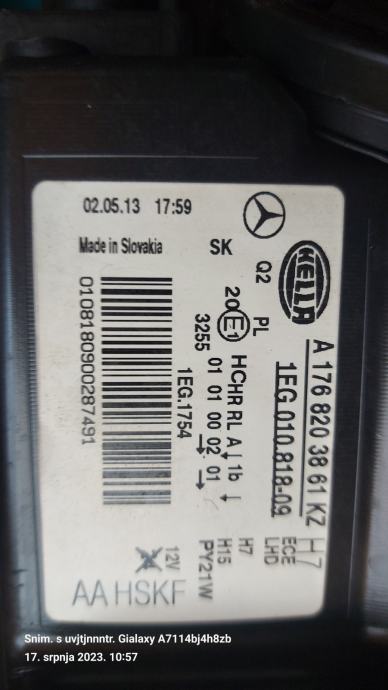 02.05.13 17:59
Made in Slovakia
SK
Q2
HELLA
010818090028749​1
A 176 820 38 61 KZ
1EG.010.818-09
PL
20 E1 HCHR RL A 1b
3255 01 01 00 02 01
1EG.1754
H7
ECE
LHD
H7
H15
PY21W
12V
AA HSKF
Snim. s uvjtjnnntr. Gialaxy A7114bj4h8zb
17. srpnja 2023. 10:57